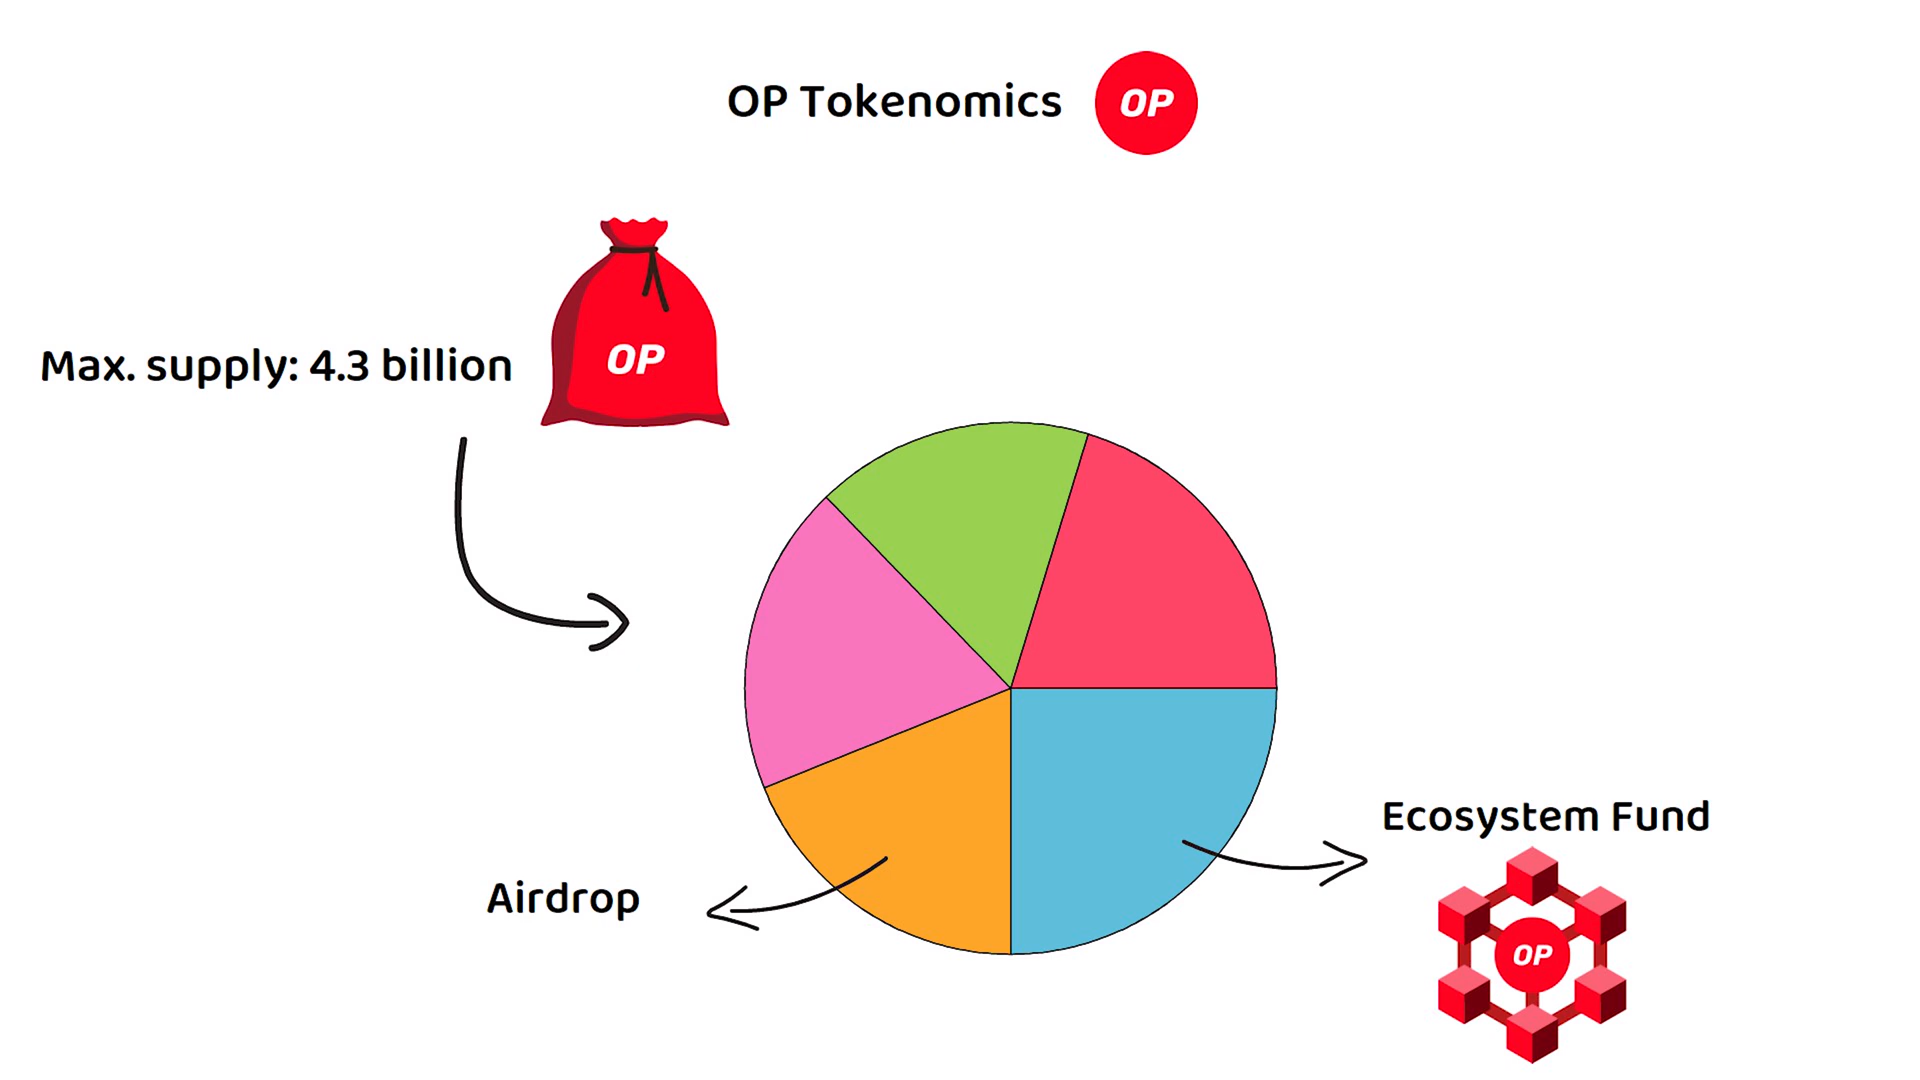 OP Tokenomics
OP
OP
Max. supply: 4.3 billion
Ecosystem Fund
Airdrop
OP